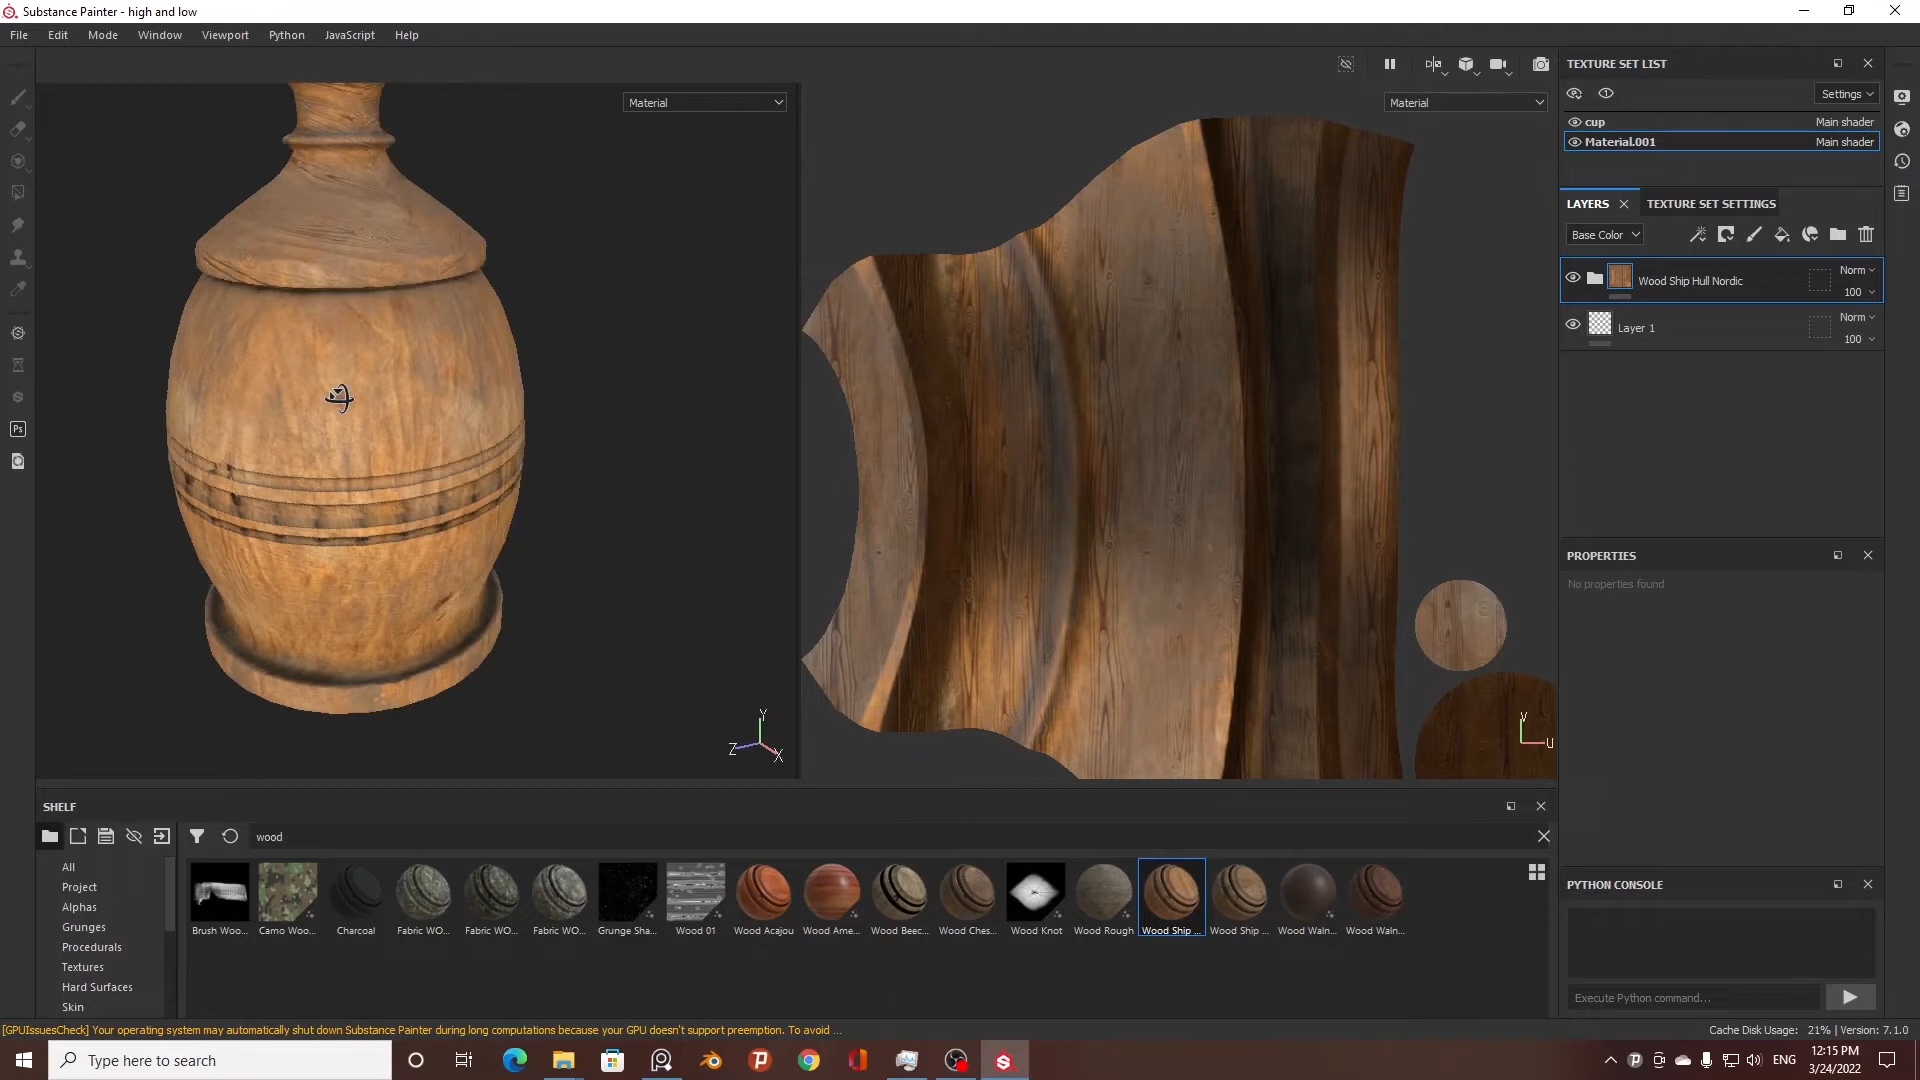 Substance Painter - high and low
File Edit Mode Window Viewport Python JavaScript Help
Material
Material
TEXTURE SET LIST
Settings
cup Main shader
Material.001 Main shader
LAYERS TEXTURE SET SETTINGS
Base Color
Wood Ship Hull Nordic Norm 100
Layer 1 Norm 100
PROPERTIES
No properties found
Ps
Y
Z
X
V
U
SHELF
wood
All
Project
Alphas
Grunges
Procedurals
Textures
Hard Surfaces
Skin
Brush Woo... Camo Woo... Charcoal Fabric WO... Fabric WO... Fabric WO... Grunge Sha... Wood 01 Wood Acajou Wood Ame... Wood Beec... Wood Ches... Wood Knot Wood Rough Wood Ship ... Wood Ship ... Wood Waln... Wood Waln...
PYTHON CONSOLE
Execute Python command...
[GPUIssuesCheck] Your operating system may automatically shut down Substance Painter during long computations because your GPU doesn't support preemption. To avoid ...
Cache Disk Usage: 21% | Version: 7.1.0
Type here to search
ENG
12:15 PM
3/24/2022